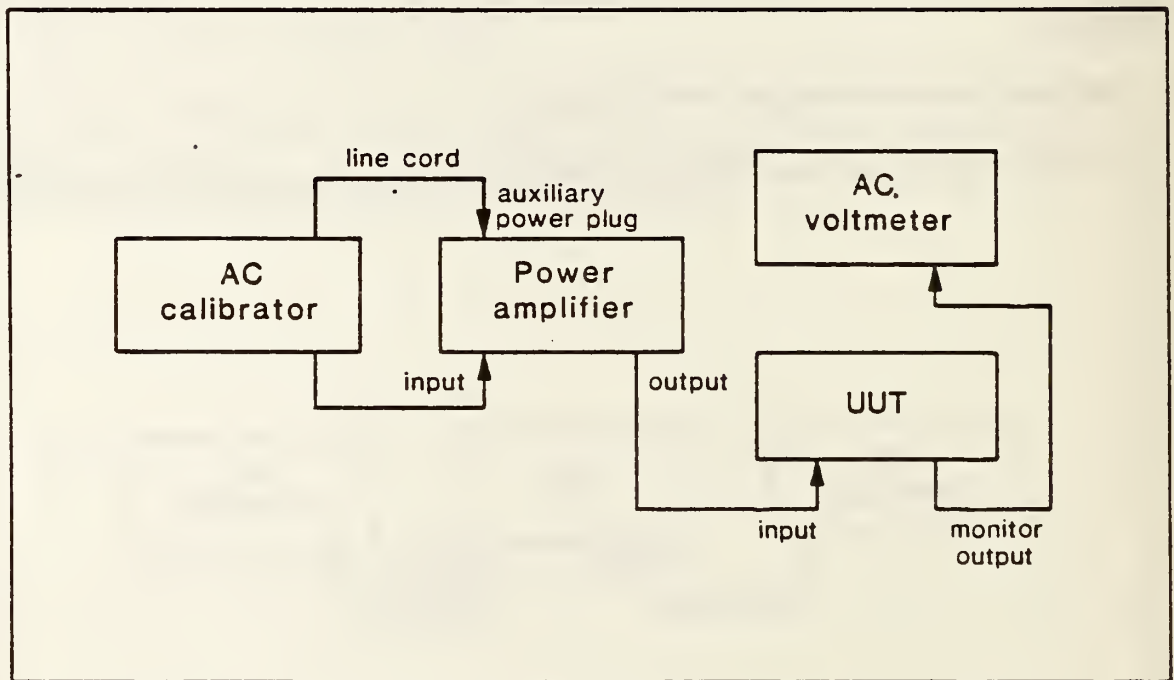 line cord
auxiliary
power plug
AC
calibrator
Power
amplifier
AC.
voltmeter
input
output
UUT
input
monitor
output